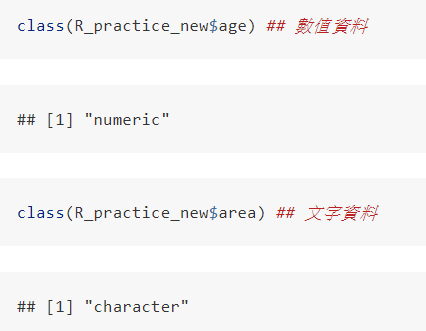 class(R_practice_new$age) ## 數值資料
## [1] "numeric"
class(R_practice_new$area) ## 文字資料
## [1] "character"